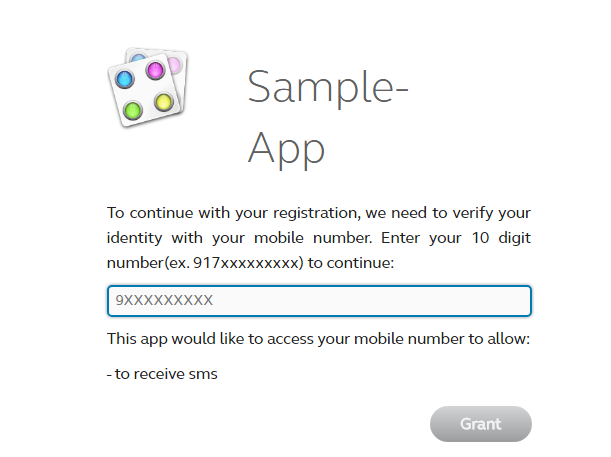 Sample-
App
To continue with your registration, we need to verify your
identity with your mobile number. Enter your 10 digit
number(ex. 917xxxxxxxxx) to continue:
9XXXXXXXXX
This app would like to access your mobile number to allow:
- to receive sms
Grant